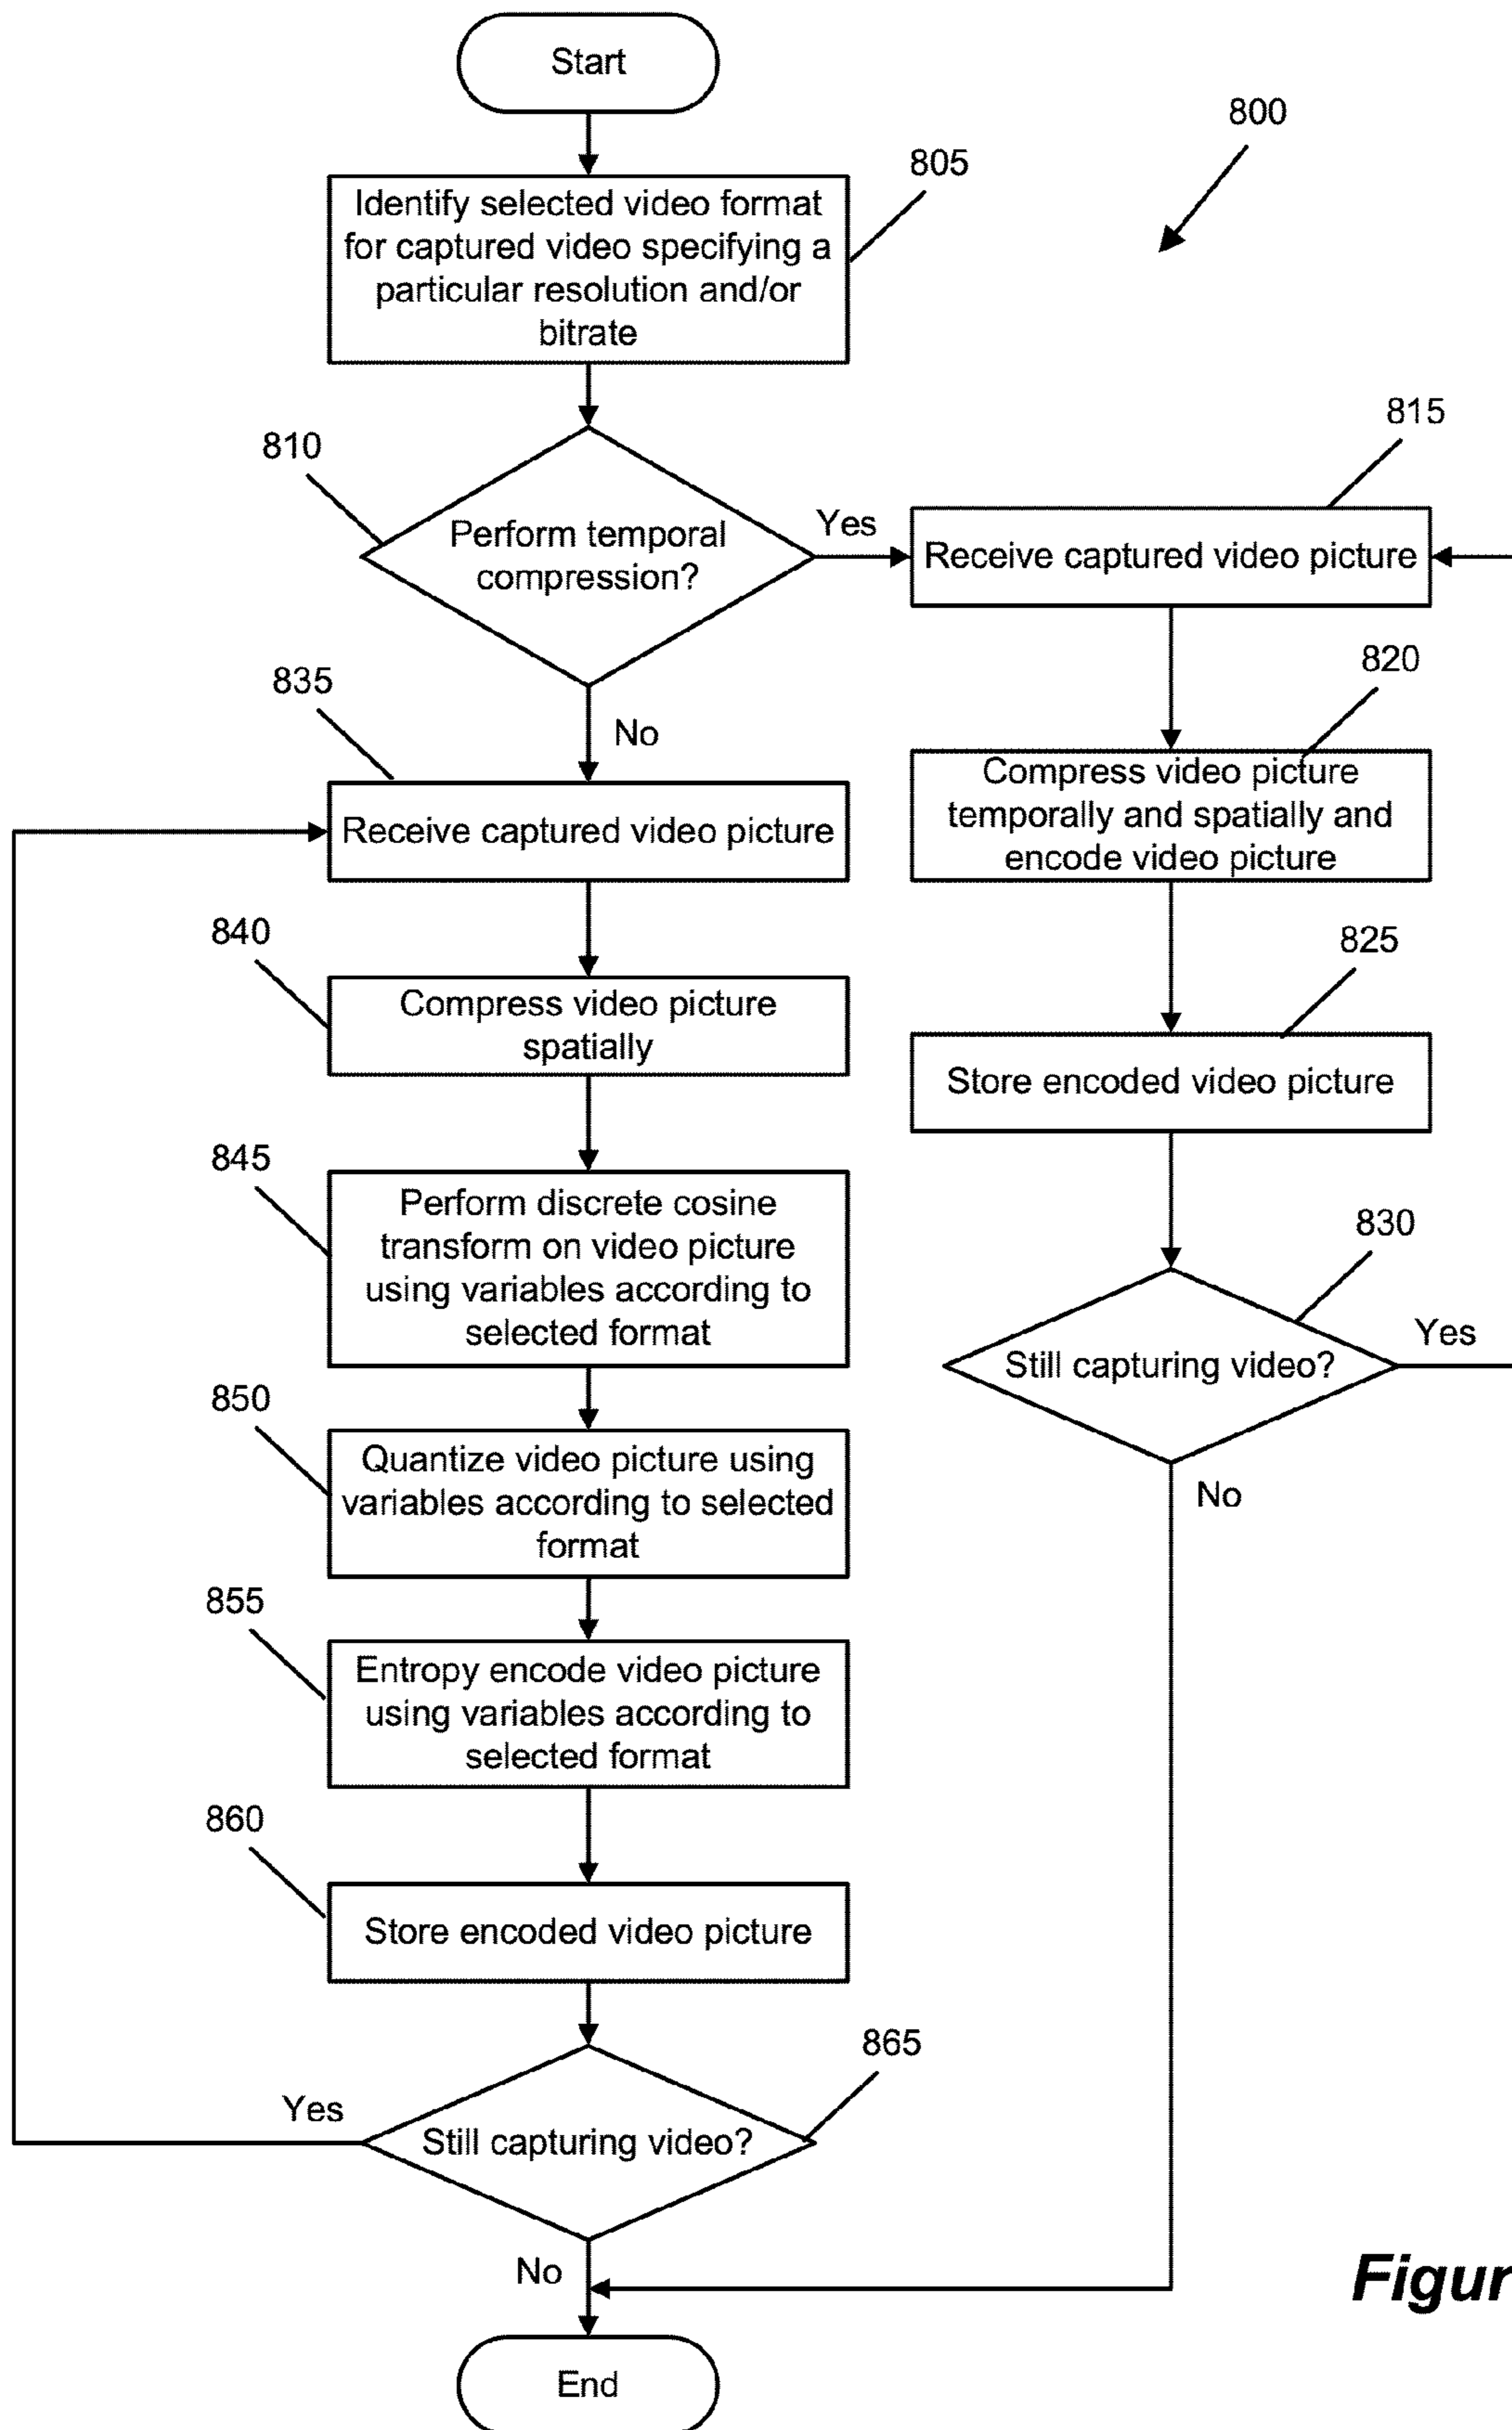 Start
800
805
Identify selected video format
for captured video specifying a
particular resolution and/or
bitrate
810
Perform temporal
compression?
Yes
No
815
Receive captured video picture
820
Compress video picture
temporally and spatially and
encode video picture
825
Store encoded video picture
830
Still capturing video?
Yes
No
835
Receive captured video picture
840
Compress video picture
spatially
845
Perform discrete cosine
transform on video picture
using variables according to
selected format
850
Quantize video picture using
variables according to selected
format
855
Entropy encode video picture
using variables according to
selected format
860
Store encoded video picture
865
Still capturing video?
Yes
No
End
Figur